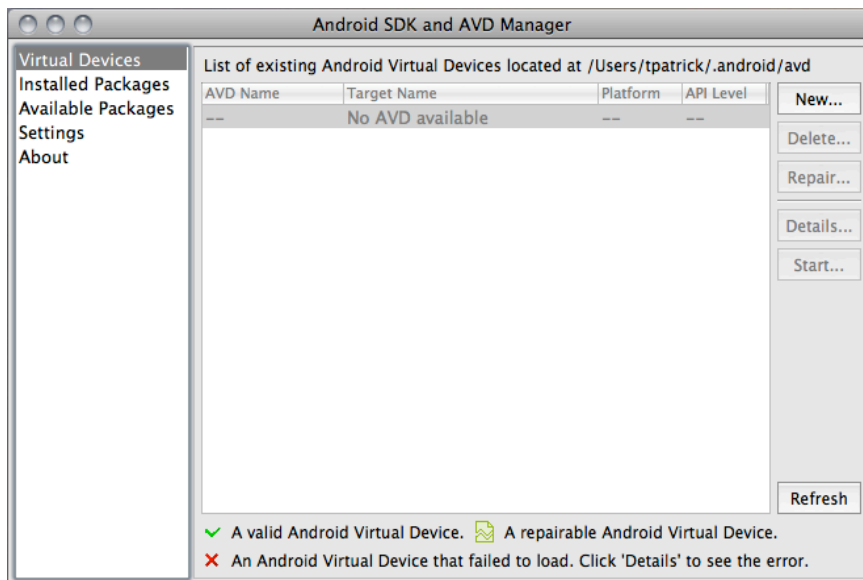 Android SDK and AVD Manager
Virtual Devices
Installed Packages
Available Packages
Settings
About
List of existing Android Virtual Devices located at /Users/tpatrick/.android/avd
AVD Name Target Name Platform API Level
-- No AVD available -- --
New...
Delete...
Repair...
Details...
Start...
Refresh
A valid Android Virtual Device. A repairable Android Virtual Device.
An Android Virtual Device that failed to load. Click 'Details' to see the error.